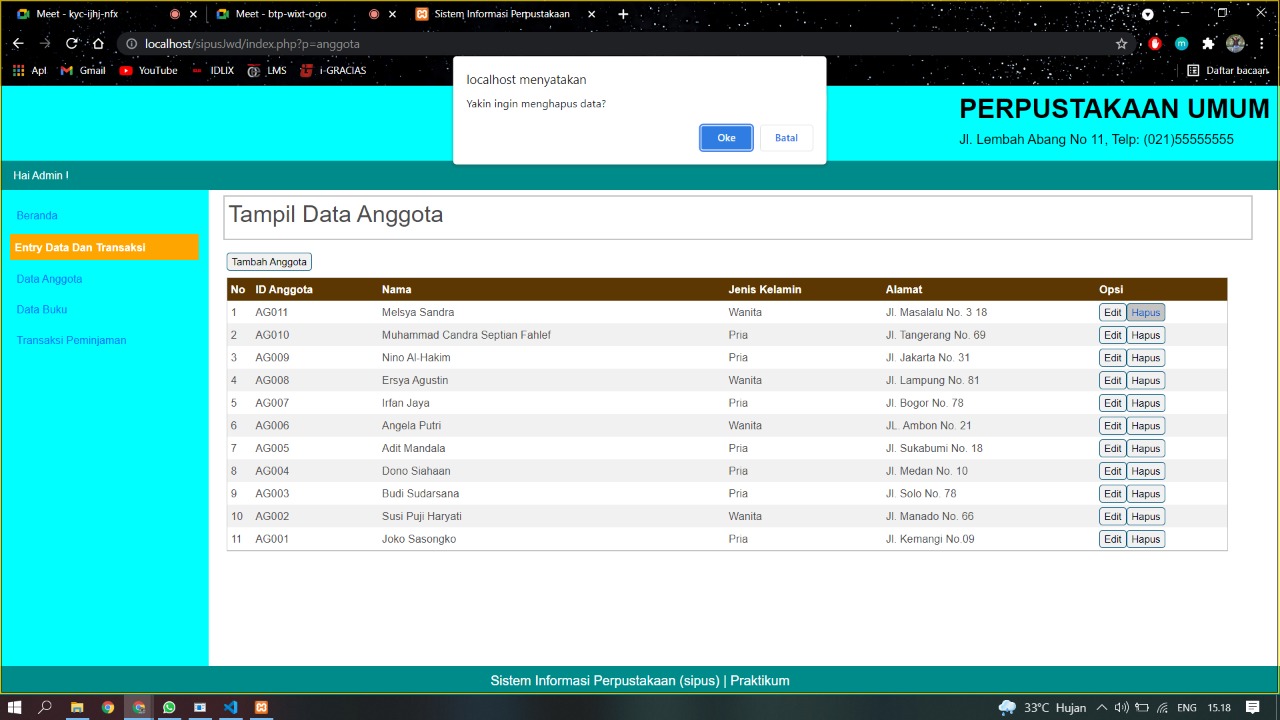 Meet - kyc-ijhj-nfx
Meet - btp-wixt-ogo
Sistem Informasi Perpustakaan
localhost/sipusJwd/index.php?p=anggota
Apl Gmail YouTube IDLIX LMS i-GRACIAS Daftar bacaan
localhost menyatakan
Yakin ingin menghapus data?
Oke Batal
PERPUSTAKAAN UMUM
Jl. Lembah Abang No 11, Telp: (021)55555555
Hai Admin !
Beranda
Entry Data Dan Transaksi
Data Anggota
Data Buku
Transaksi Peminjaman
Tampil Data Anggota
Tambah Anggota
No ID Anggota Nama Jenis Kelamin Alamat Opsi
1 AG011 Melsya Sandra Wanita Jl. Masalalu No. 3 18 Edit Hapus
2 AG010 Muhammad Candra Septian Fahlef Pria Jl. Tangerang No. 69 Edit Hapus
3 AG009 Nino Al-Hakim Pria Jl. Jakarta No. 31 Edit Hapus
4 AG008 Ersya Agustin Wanita Jl. Lampung No. 81 Edit Hapus
5 AG007 Irfan Jaya Pria Jl. Bogor No. 78 Edit Hapus
6 AG006 Angela Putri Wanita JL. Ambon No. 21 Edit Hapus
7 AG005 Adit Mandala Pria Jl. Sukabumi No. 18 Edit Hapus
8 AG004 Dono Siahaan Pria Jl. Medan No. 10 Edit Hapus
9 AG003 Budi Sudarsana Pria Jl. Solo No. 78 Edit Hapus
10 AG002 Susi Puji Haryati Wanita Jl. Manado No. 66 Edit Hapus
11 AG001 Joko Sasongko Pria Jl. Kemangi No.09 Edit Hapus
Sistem Informasi Perpustakaan (sipus) | Praktikum
33°C Hujan ENG 15.18